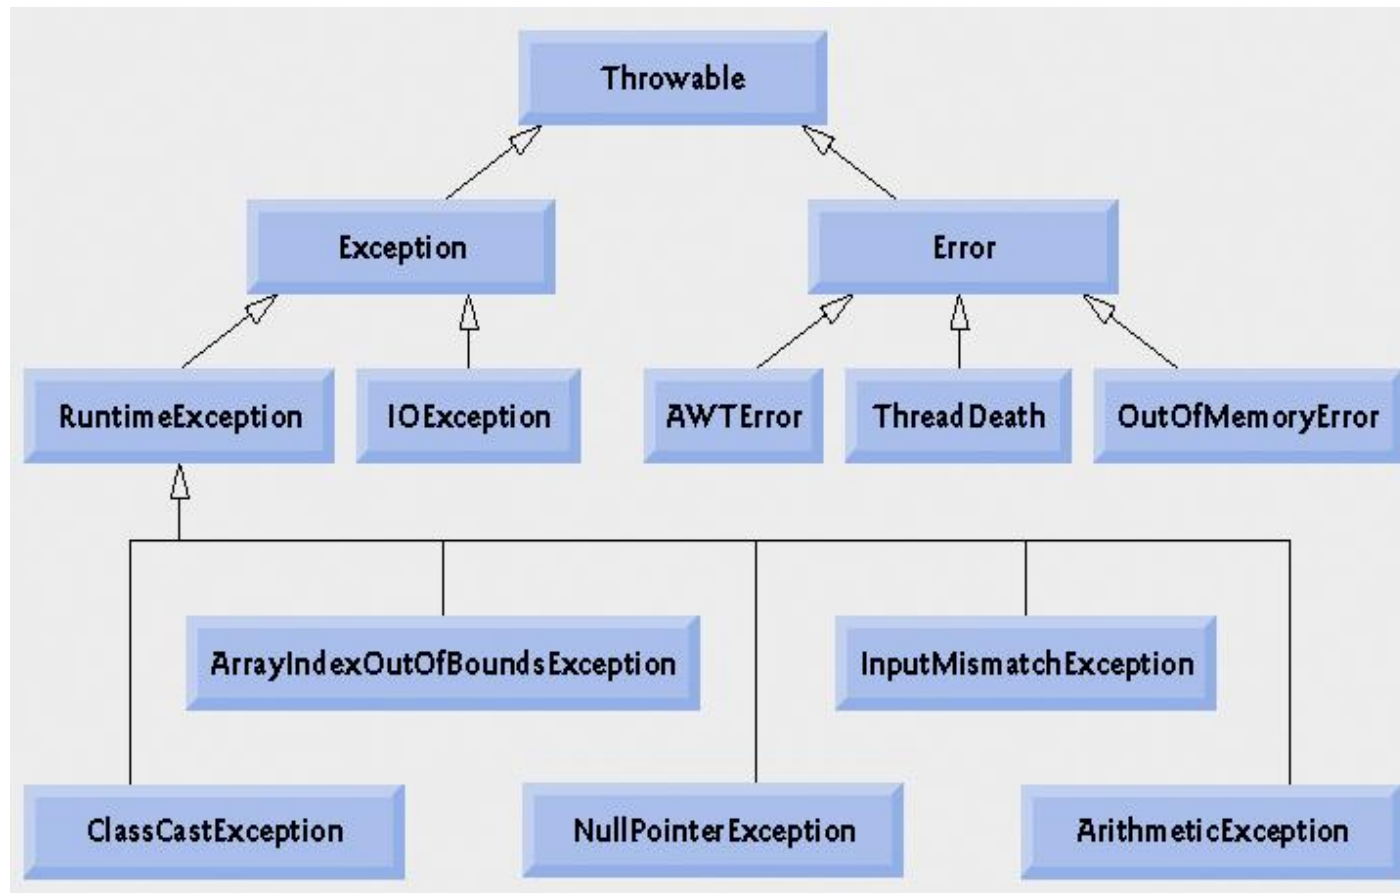 Throwable
Exception
Error
RuntimeException
IOException
AWTError
ThreadDeath
OutOfMemoryError
ArrayIndexOutOfBoundsException
InputMismatchException
ClassCastException
NullPointerException
ArithmeticException